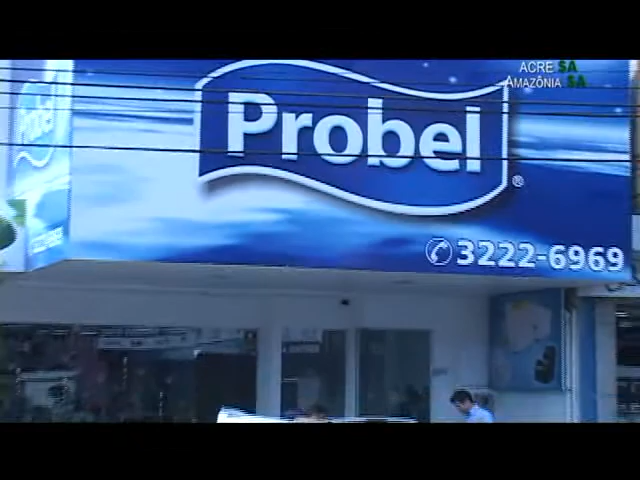 ACRE SA
AMAZÔNIA SA
Probel
®
3222-6969
Probel